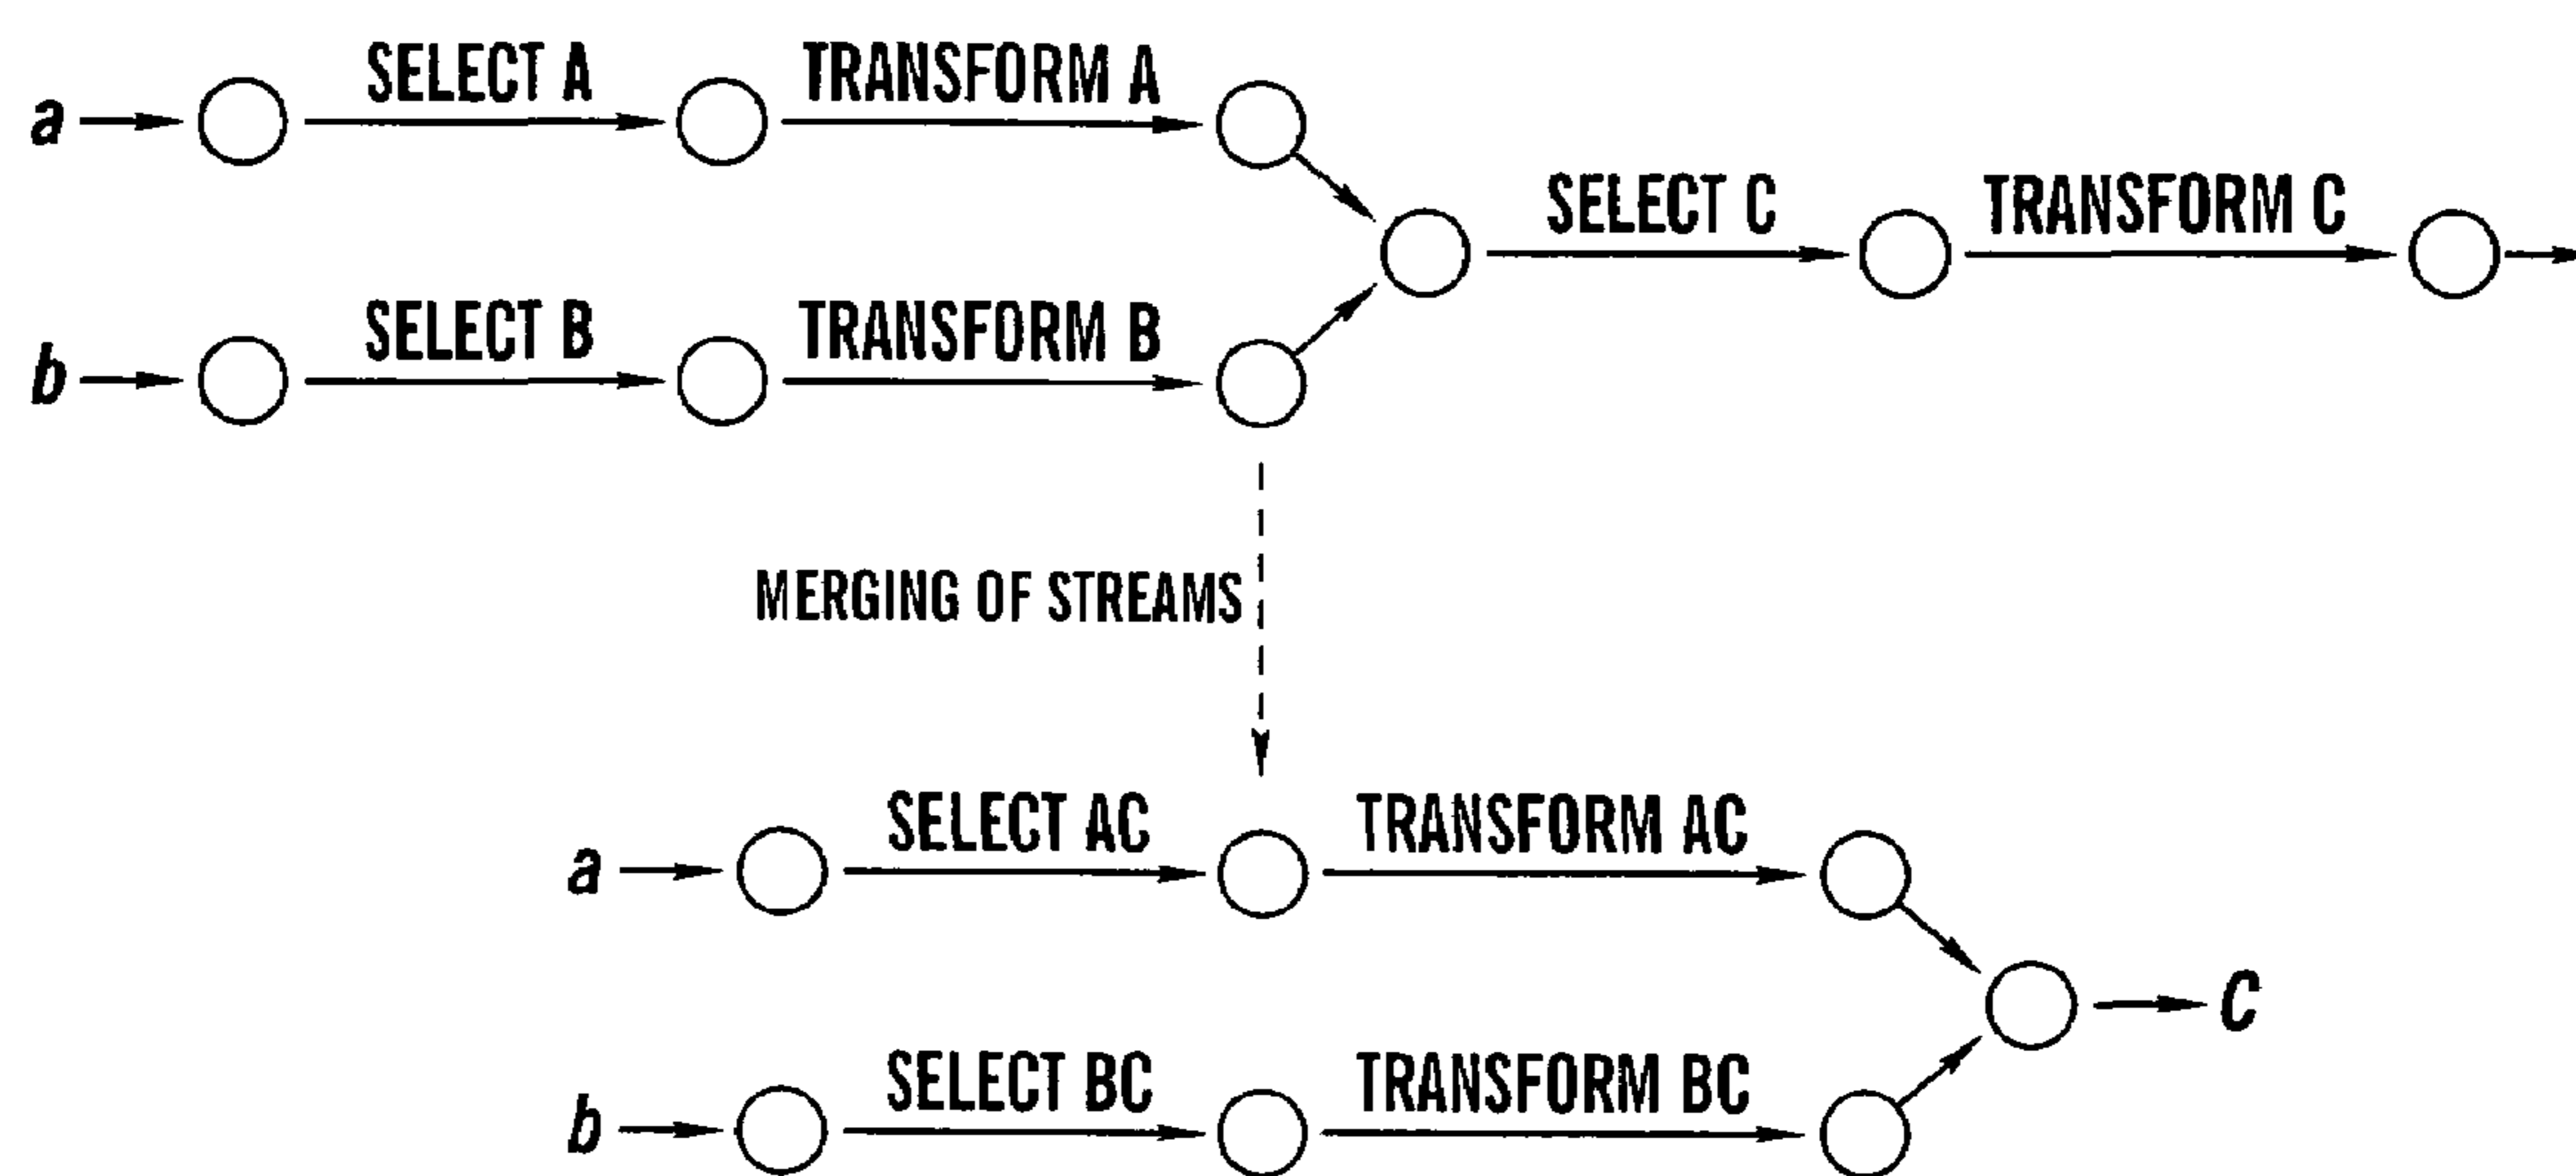 a SELECT A TRANSFORM A
SELECT C TRANSFORM C
b SELECT B TRANSFORM B
MERGING OF STREAMS
a SELECT AC TRANSFORM AC
C
b SELECT BC TRANSFORM BC